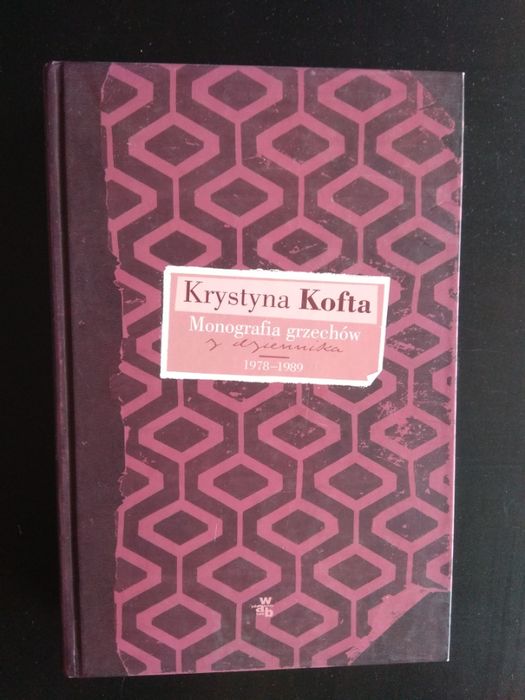 Krystyna Kofta
Monografia grzechów
z dziennika
1978–1989
w
a
b